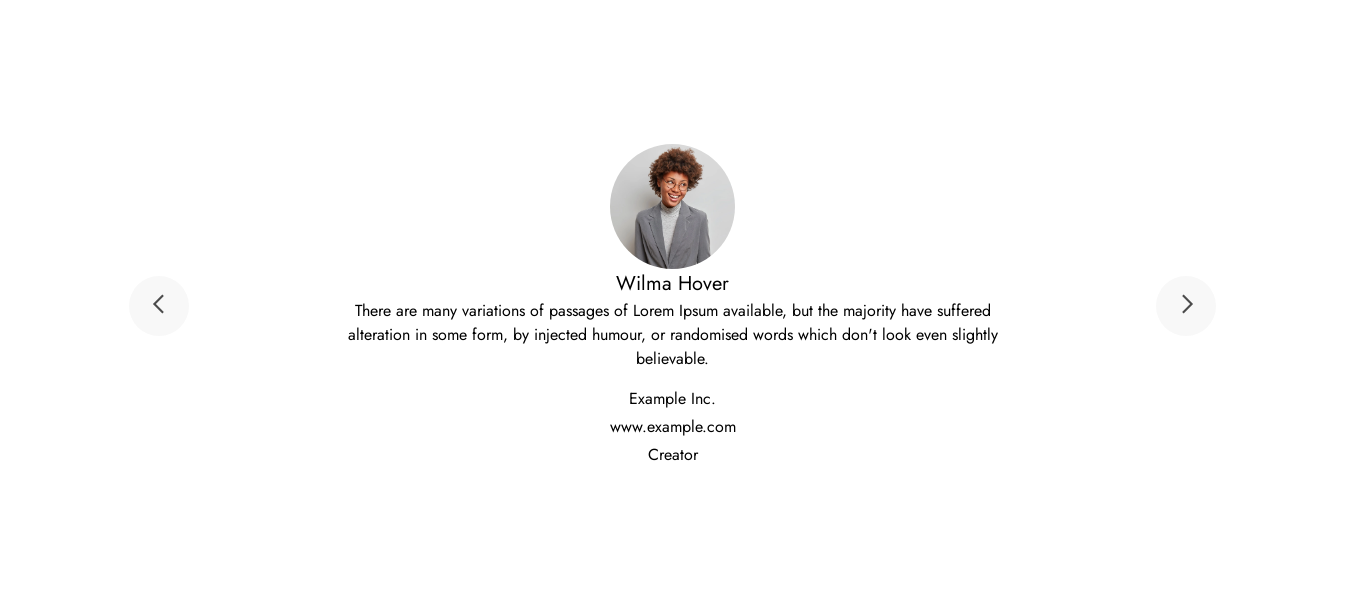 Wilma Hover
There are many variations of passages of Lorem Ipsum available, but the majority have suffered
alteration in some form, by injected humour, or randomised words which don't look even slightly
believable.
Example Inc.
www.example.com
Creator